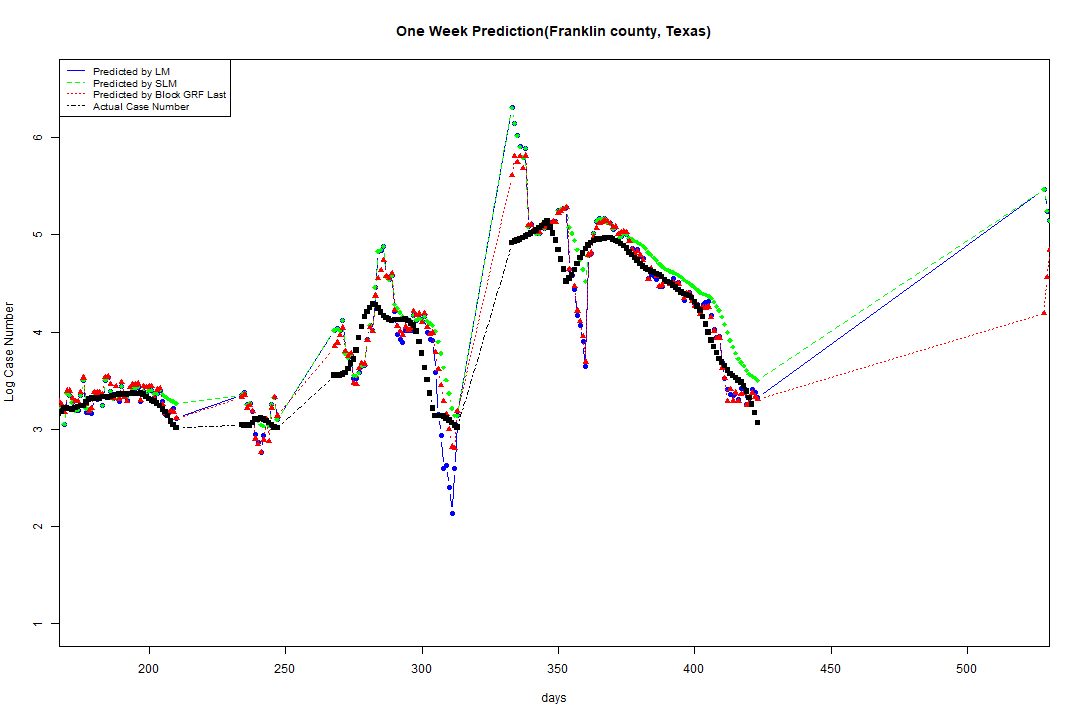 One Week Prediction(Franklin county, Texas)
Predicted by LM
Predicted by SLM
Predicted by Block GRF Last
Actual Case Number
Log Case Number
6
5
4
3
2
1
200 250 300 350 400 450 500
days